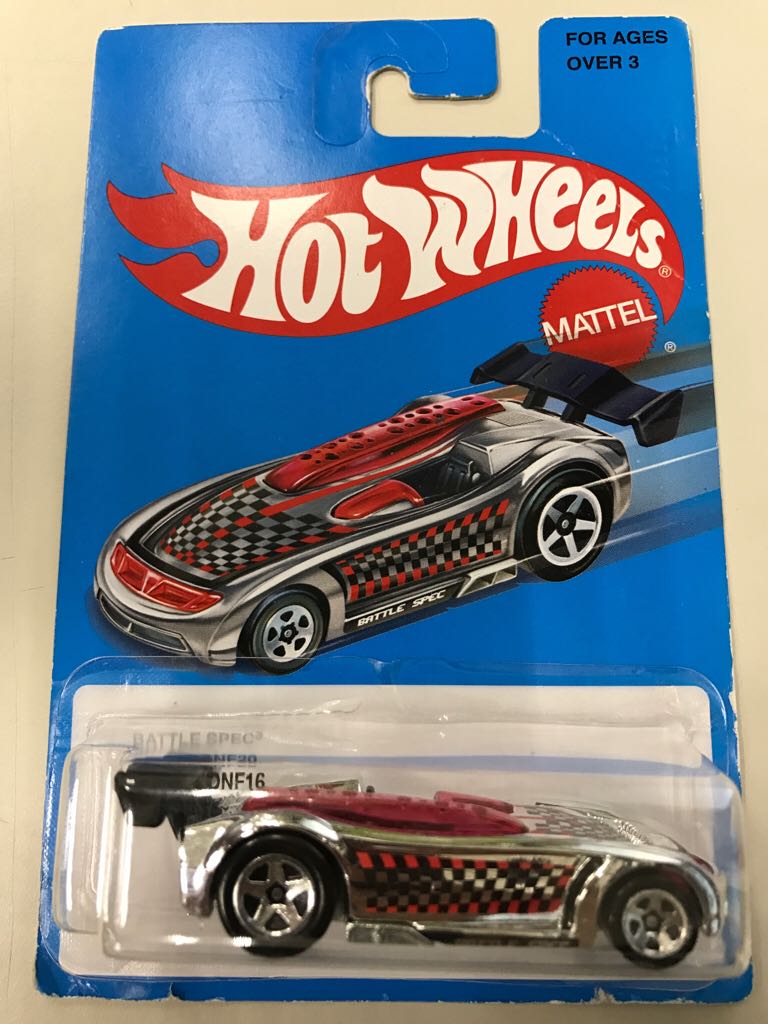 FOR AGES
OVER 3
HOT WHEELS®
MATTEL
®
BATTLE SPEC
BATTLE SPEC
DNF16